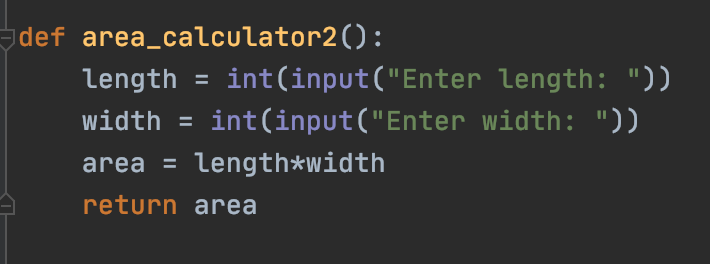 def area_calculator2():
    length = int(input("Enter length: "))
    width = int(input("Enter width: "))
    area = length*width
    return area